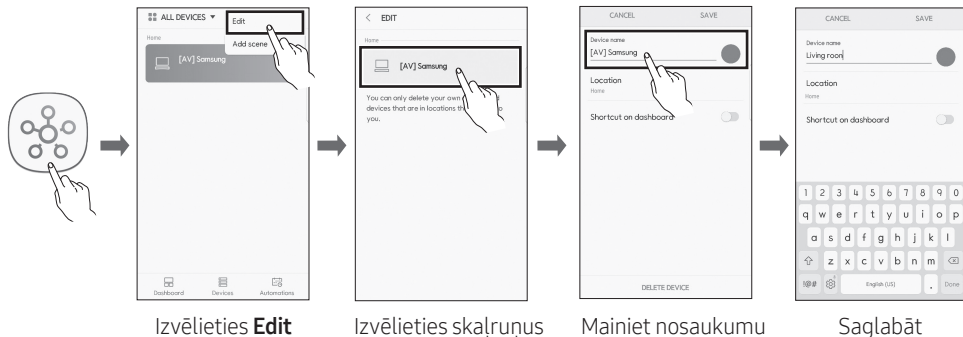 ALL DEVICES ▼
Edit
Home
Add scene
[AV] Samsung
Dashboard
Devices
Automations
< EDIT
Home
[AV] Samsung
You can only delete your own
devices that are in locations
you.
CANCEL SAVE
Device name
[AV] Samsung
Location
Home
Shortcut on dashboard
DELETE DEVICE
CANCEL SAVE
Device name
Living roon
Location
Home
Shortcut on dashboard
1 2 3 4 5 6 7 8 9 0
q w e r t y u i o p
a s d f g h j k l
z x c v b n m
!@# English (US) . Done
Izvēlieties Edit
Izvēlieties skaļruņus
Mainiet nosaukumu
Saglabāt